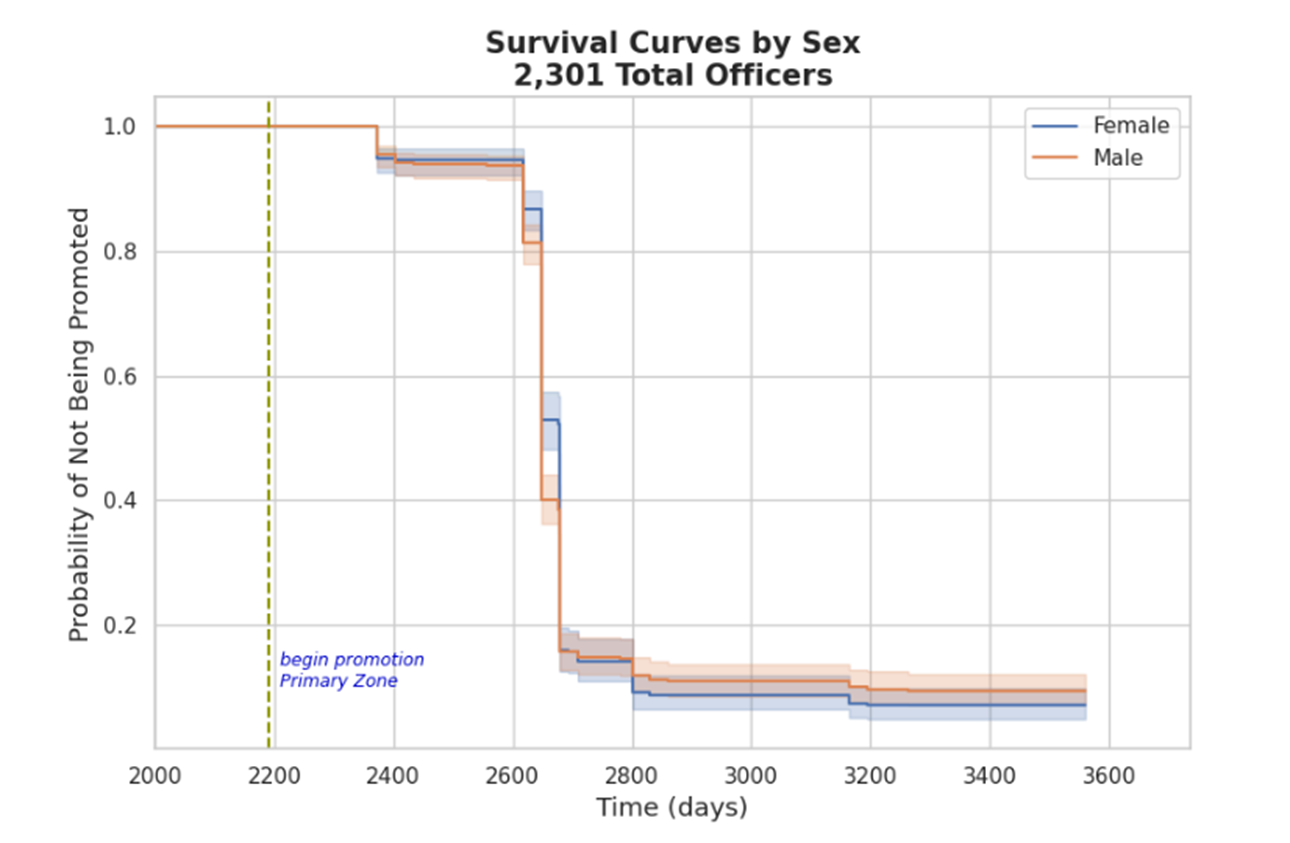 Survival Curves by Sex
2,301 Total Officers
Female
Male
Probability of Not Being Promoted
1.0
0.8
0.6
0.4
0.2
begin promotion
Primary Zone
2000 2200 2400 2600 2800 3000 3200 3400 3600
Time (days)